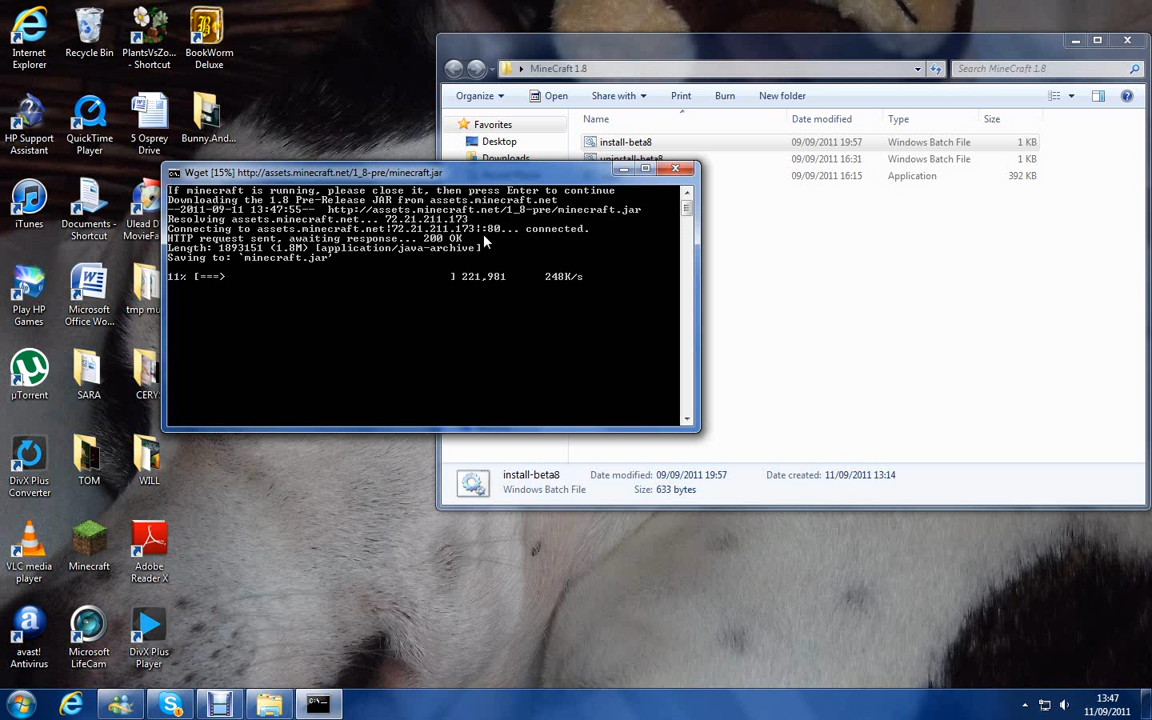 Internet Explorer
Recycle Bin
PlantsVsZo... - Shortcut
BookWorm Deluxe
HP Support Assistant
QuickTime Player
5 Osprey Drive
Bunny.And...
iTunes
Documents - Shortcut
Ulead D
MovieFa
Play HP Games
Microsoft Office Wo...
tmp mu
µTorrent
SARA
CERY
DivX Plus Converter
TOM
WILL
VLC media player
Minecraft
Adobe Reader X
avast! Antivirus
Microsoft LifeCam
DivX Plus Player
MineCraft 1.8
Search MineCraft 1.8
Organize Open Share with Print Burn New folder
Favorites
Desktop
Downloads
Name Date modified Type Size
install-beta8 09/09/2011 19:57 Windows Batch File 1 KB
uninstall-beta8 09/09/2011 16:31 Windows Batch File 1 KB
09/09/2011 16:15 Application 392 KB
C:\. Wget [15%] http://assets.minecraft.net/1_8-pre/minecraft.jar
If minecraft is running, please close it, then press Enter to continue
Downloading the 1.8 Pre-Release JAR from assets.minecraft.net
--2011-09-11 13:47:55-- http://assets.minecraft.net/1_8-pre/minecraft.jar
Resolving assets.minecraft.net... 72.21.211.173
Connecting to assets.minecraft.net|72.21.211.173|:80... connected.
HTTP request sent, awaiting response... 200 OK
Length: 1893151 (1.8M) [application/java-archive]
Saving to: `minecraft.jar'
11% [===> ] 221,981 248K/s
install-beta8 Date modified: 09/09/2011 19:57 Date created: 11/09/2011 13:14
Windows Batch File Size: 633 bytes
13:47
11/09/2011